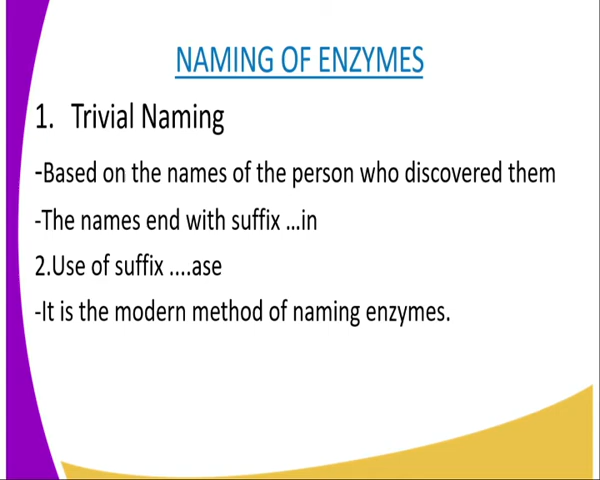 NAMING OF ENZYMES
1. Trivial Naming
-Based on the names of the person who discovered them
-The names end with suffix ...in
2.Use of suffix ....ase
-It is the modern method of naming enzymes.